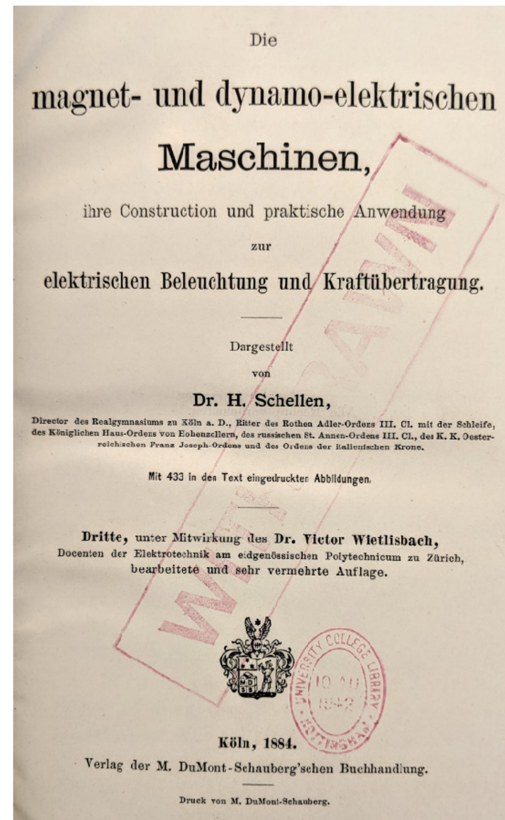 Die
magnet- und dynamo-elektrischen
Maschinen,
ihre Construction und praktische Anwendung
zur
elektrischen Beleuchtung und Kraftübertragung.
Dargestellt
von
Dr. H. Schellen,
Director des Realgymnasiums zu Köln a. D., Ritter des Rothen Adler-Ordens III. Cl. mit der Schleife,
des Königlichen Haus-Ordens von Hohenzollern, des russischen St. Annen-Ordens III. Cl., des K. K. Oester-
reichischen Franz Joseph-Ordens und des Ordens der Italienischen Krone.
Mit 433 in den Text eingedruckten Abbildungen.
Dritte, unter Mitwirkung des Dr. Victor Wietlisbach,
Docenten der Elektrotechnik am eidgenössischen Polytechnicum zu Zürich,
bearbeitete und sehr vermehrte Auflage.
WITHDRAWN
UNIVERSITY COLLEGE LIBRARY
NOTTINGHAM
Köln, 1884.
Verlag der M. DuMont-Schauberg'schen Buchhandlung.
Druck von M. DuMont-Schauberg.